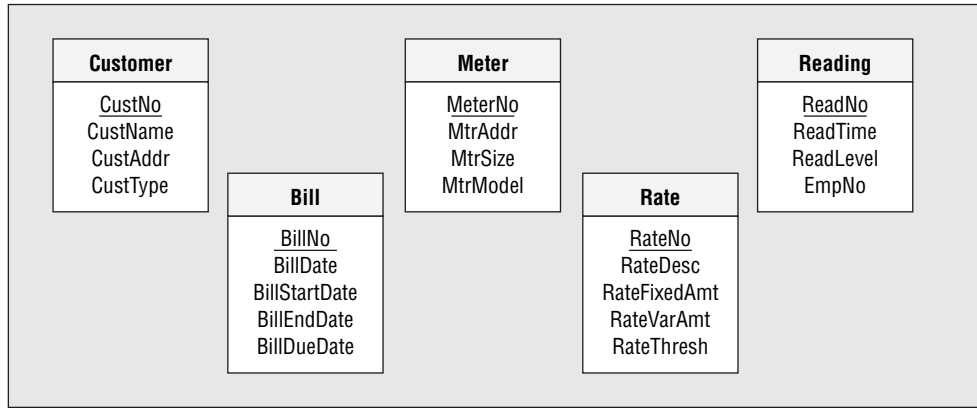 Customer
CustNo
CustName
CustAddr
CustType
Bill
BillNo
BillDate
BillStartDate
BillEndDate
BillDueDate
Meter
MeterNo
MtrAddr
MtrSize
MtrModel
Rate
RateNo
RateDesc
RateFixedAmt
RateVarAmt
RateThresh
Reading
ReadNo
ReadTime
ReadLevel
EmpNo